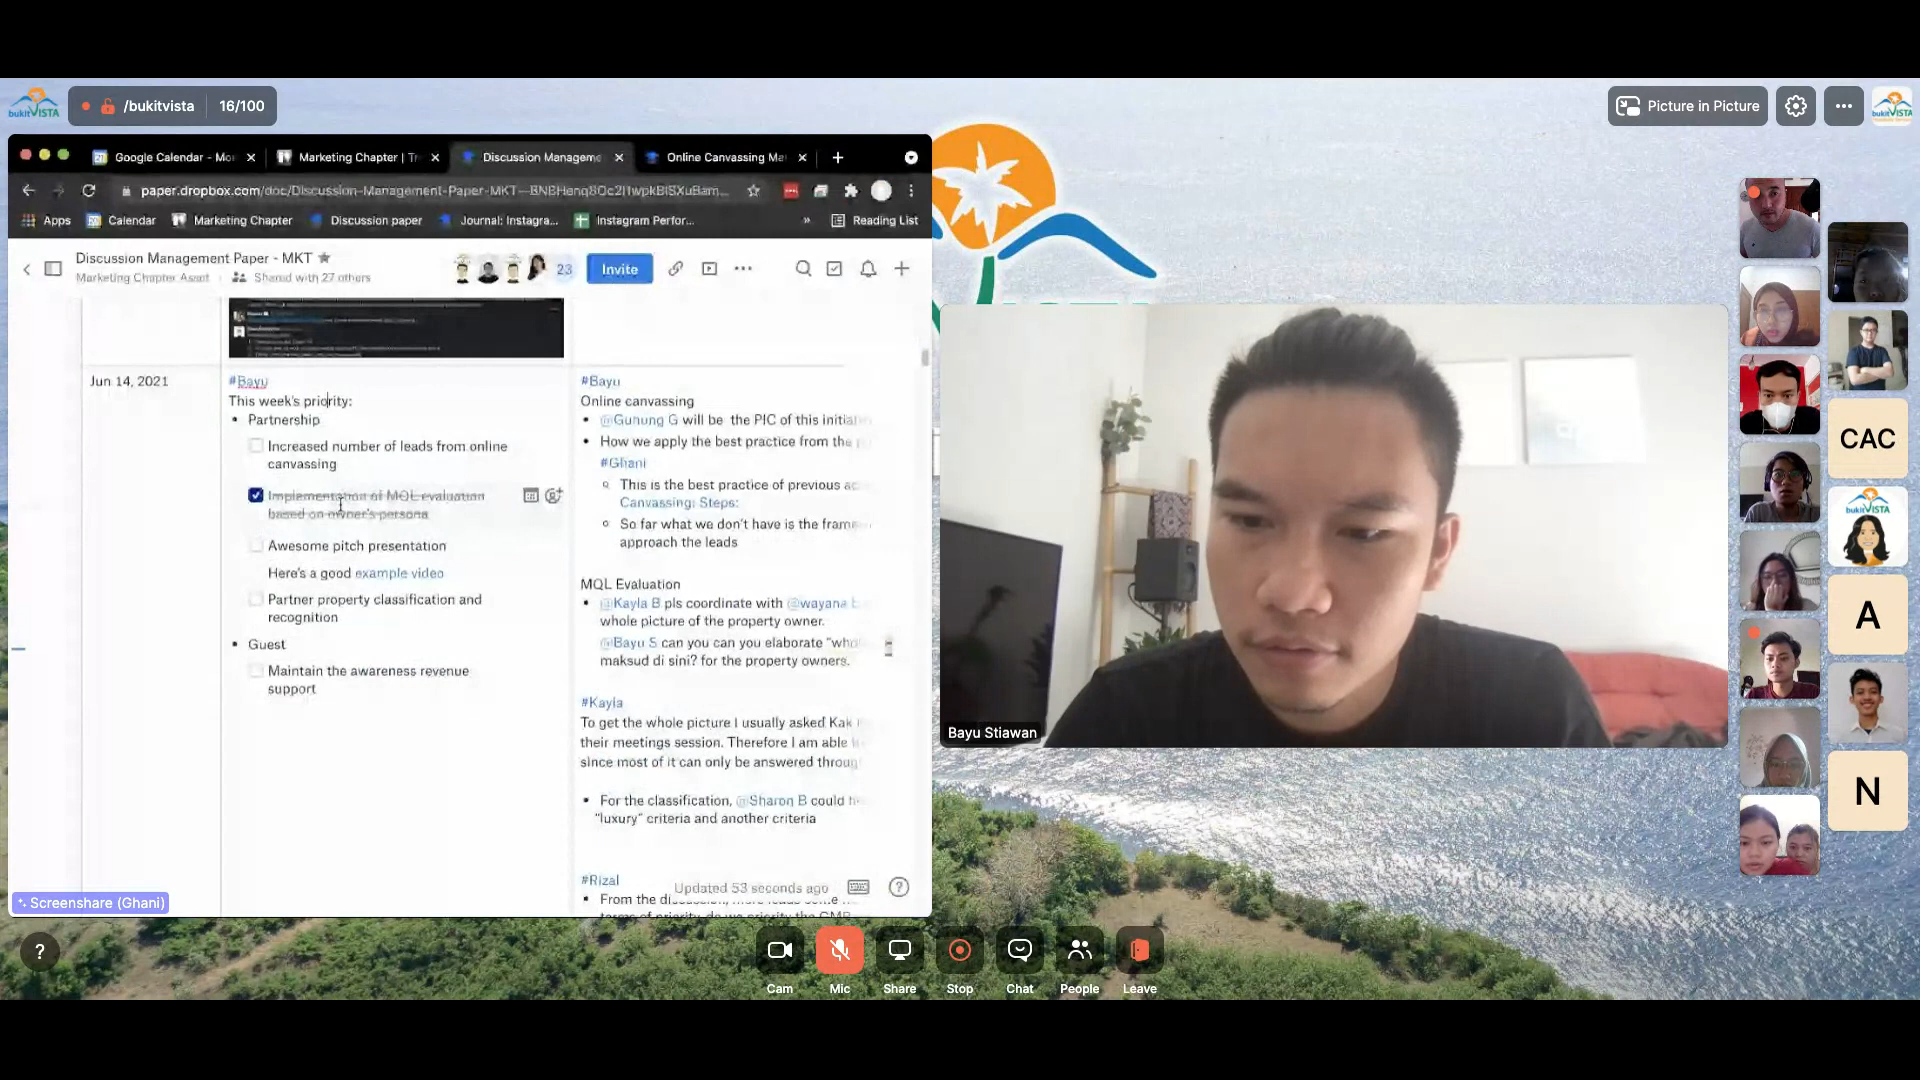 bukitVISTA
/bukitvista
16/100
Picture in Picture
bukitVISTA
Google Calendar - Mo
Marketing Chapter | Tr
Discussion Manageme
Online Canvassing Ma
paper.dropbox.com/doc/Discussion-Management-Paper-MKT
Apps
Calendar
Marketing Chapter
Discussion paper
Journal: Instagra...
Instagram Perfor...
»
Reading List
Discussion Management Paper - MKT
Marketing Chapter Asset
Shared with 27 others
23
Invite
Jun 14, 2021
#Bayu
This week's priority:
• Partnership
Increased number of leads from online
canvassing
Implementation of MQL evaluation
based on owner's persona
Awesome pitch presentation
Here's a good example video
Partner property classification and
recognition
• Guest
Maintain the awareness revenue
support
#Bayu
Online canvassing
• @Gunung G will be the PIC of this initia
• How we apply the best practice from the
#Ghani
This is the best practice of previous
Canvassing: Steps:
So far what we don't have is the fram
approach the leads
MQL Evaluation
• @Kayla B pls coordinate with @wayana
whole picture of the property owner.
@Bayu S can you can you elaborate "who
maksud di sini? for the property owners.
#Kayla
To get the whole picture I usually asked Kak
their meetings session. Therefore I am able
since most of it can only be answered throug
• For the classification, @Sharon B could
"luxury" criteria and another criteria
#Rizal
• From the
Updated 53 seconds ago
Screenshare (Ghani)
Bayu Stiawan
CAC
bukitVISTA
A
N
?
Cam
Mic
Share
Stop
Chat
People
Leave